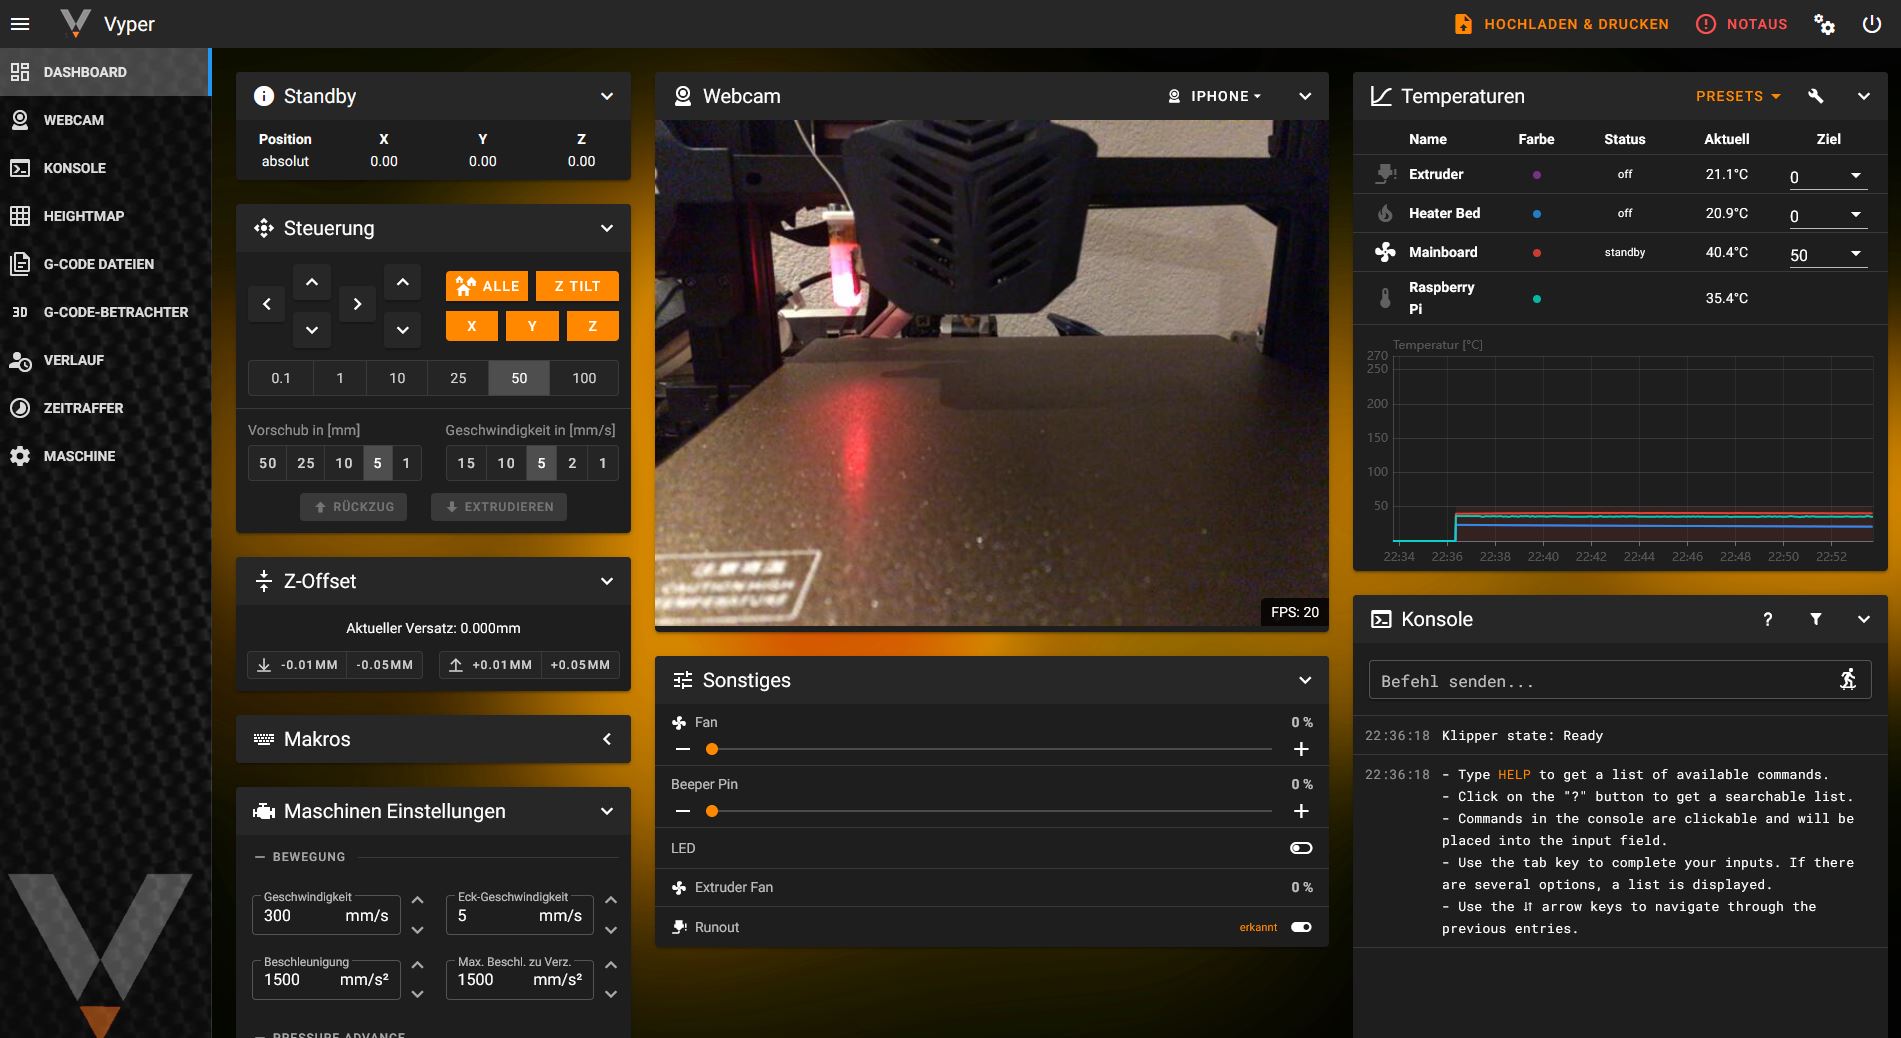 Vyper
HOCHLADEN & DRUCKEN
NOTAUS
DASHBOARD
WEBCAM
KONSOLE
HEIGHTMAP
G-CODE DATEIEN
3D G-CODE-BETRACHTER
VERLAUF
ZEITRAFFER
MASCHINE
Standby
Position X Y Z
absolut 0.00 0.00 0.00
Steuerung
ALLE Z TILT
X Y Z
0.1 1 10 25 50 100
Vorschub in [mm] Geschwindigkeit in [mm/s]
50 25 10 5 1 15 10 5 2 1
RÜCKZUG EXTRUDIEREN
Z-Offset
Aktueller Versatz: 0.000mm
-0.01MM -0.05MM +0.01MM +0.05MM
Makros
Maschinen Einstellungen
BEWEGUNG
Geschwindigkeit Eck-Geschwindigkeit
300 mm/s 5 mm/s
Beschleunigung Max. Beschl. zu Verz.
1500 mm/s² 1500 mm/s²
PRESSURE ADVANCE
Webcam IPHONE
CAUTION HIGH
TEMPERATURE
FPS: 20
Sonstiges
Fan 0 %
Beeper Pin 0 %
LED
Extruder Fan 0 %
Runout erkannt
Temperaturen PRESETS
Name Farbe Status Aktuell Ziel
Extruder off 21.1°C 0
Heater Bed off 20.9°C 0
Mainboard standby 40.4°C 50
Raspberry
Pi 35.4°C
Temperatur [°C]
270
250
200
150
100
50
22:34 22:36 22:38 22:40 22:42 22:44 22:46 22:48 22:50 22:52
Konsole ?
Befehl senden...
22:36:18 Klipper state: Ready
22:36:18 - Type HELP to get a list of available commands.
- Click on the "?" button to get a searchable list.
- Commands in the console are clickable and will be
placed into the input field.
- Use the tab key to complete your inputs. If there
are several options, a list is displayed.
- Use the ⇵ arrow keys to navigate through the
previous entries.